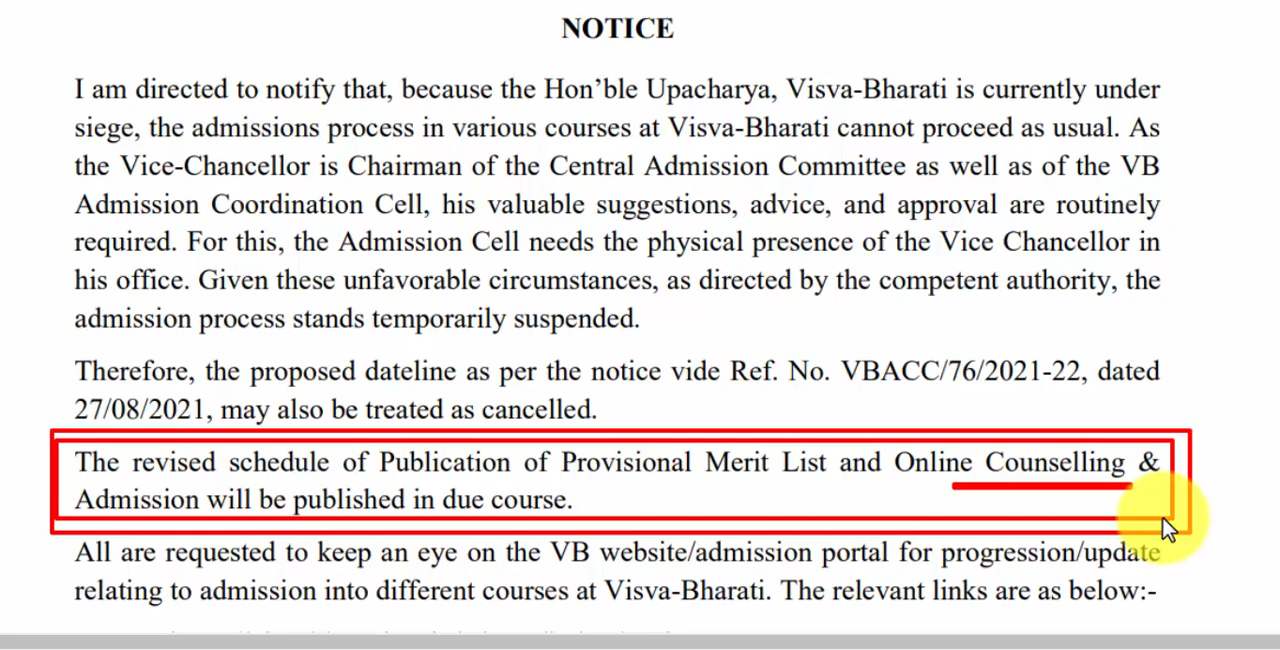 NOTICE
I am directed to notify that, because the Hon’ble Upacharya, Visva-Bharati is currently under
siege, the admissions process in various courses at Visva-Bharati cannot proceed as usual. As
the Vice-Chancellor is Chairman of the Central Admission Committee as well as of the VB
Admission Coordination Cell, his valuable suggestions, advice, and approval are routinely
required. For this, the Admission Cell needs the physical presence of the Vice Chancellor in
his office. Given these unfavorable circumstances, as directed by the competent authority, the
admission process stands temporarily suspended.
Therefore, the proposed dateline as per the notice vide Ref. No. VBACC/76/2021-22, dated
27/08/2021, may also be treated as cancelled.
The revised schedule of Publication of Provisional Merit List and Online Counselling &
Admission will be published in due course.
All are requested to keep an eye on the VB website/admission portal for progression/update
relating to admission into different courses at Visva-Bharati. The relevant links are as below:-